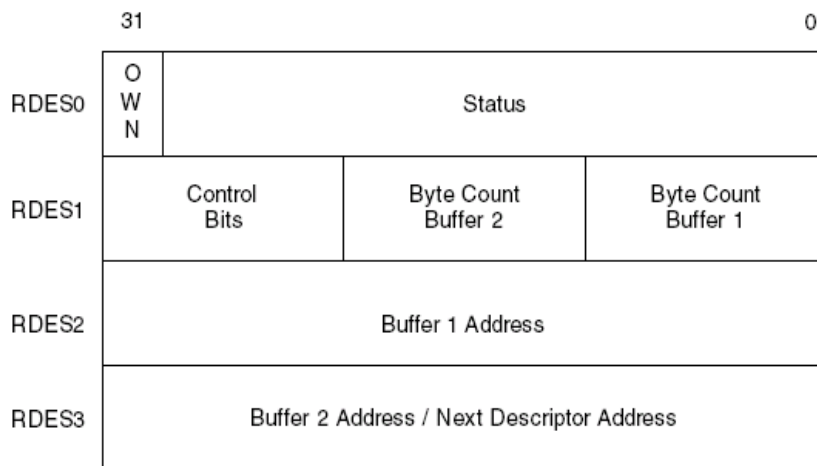 31 0
RDES0
O
W
N
Status
RDES1
Control
Bits
Byte Count
Buffer 2
Byte Count
Buffer 1
RDES2
Buffer 1 Address
RDES3
Buffer 2 Address / Next Descriptor Address